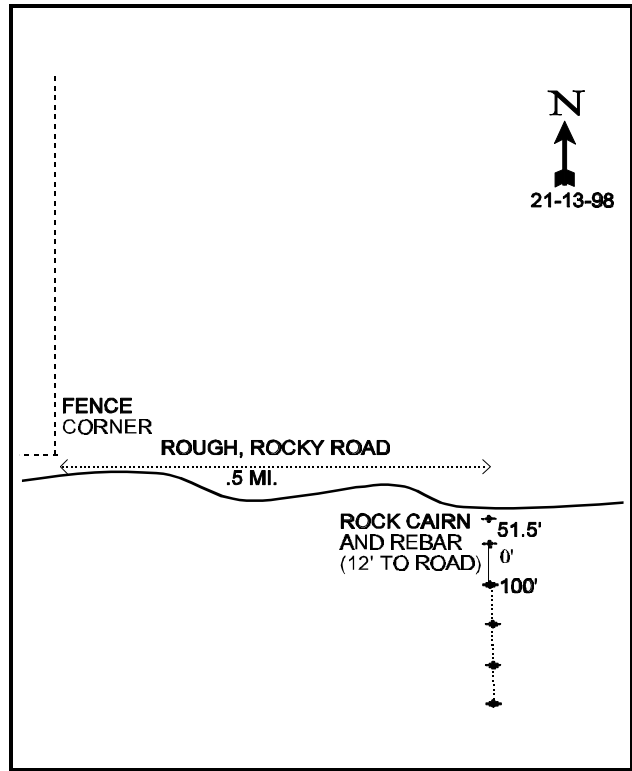 N
21-13-98
FENCE
CORNER
ROUGH, ROCKY ROAD
.5 MI.
ROCK CAIRN
AND REBAR
(12' TO ROAD)
51.5'
0'
100'